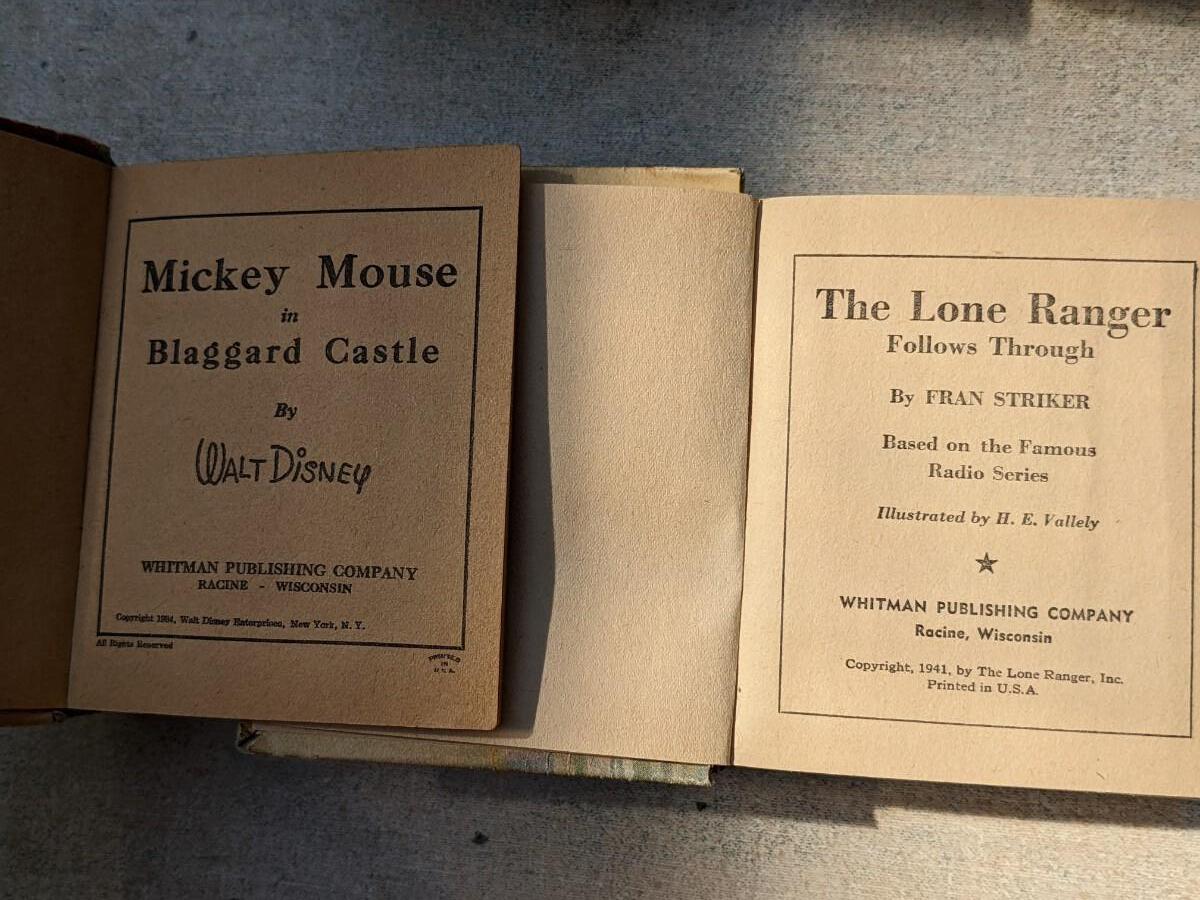 Mickey Mouse
in
Blaggard Castle
By
WALT DISNEY
WHITMAN PUBLISHING COMPANY
RACINE - WISCONSIN
Copyright 1934, Walt Disney Enterprises, New York, N. Y.
All Rights Reserved
PRINTED
IN
U.S.A.
The Lone Ranger
Follows Through
By FRAN STRIKER
Based on the Famous
Radio Series
Illustrated by H. E. Vallely
WHITMAN PUBLISHING COMPANY
Racine, Wisconsin
Copyright, 1941, by The Lone Ranger, Inc.
Printed in U.S.A.